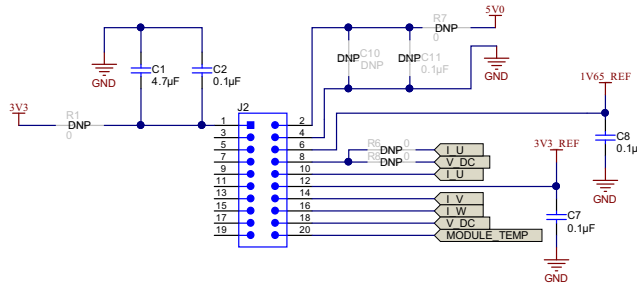 5V0
R7
DNP
0
C10
DNP
DNP
C11
DNP
0.1µF
GND
C1
4.7µF
C2
0.1µF
GND
1V65_REF
3V3
R1
DNP
0
J2
1
2
3
4
5
6
7
8
9
10
11
12
13
14
15
16
17
18
19
20
R6
DNP
0
I_U
DNP
0
V_DC
I_U
3V3_REF
C8
0.1µF
GND
I_V
I_W
V_DC
MODULE_TEMP
C7
0.1µF
GND